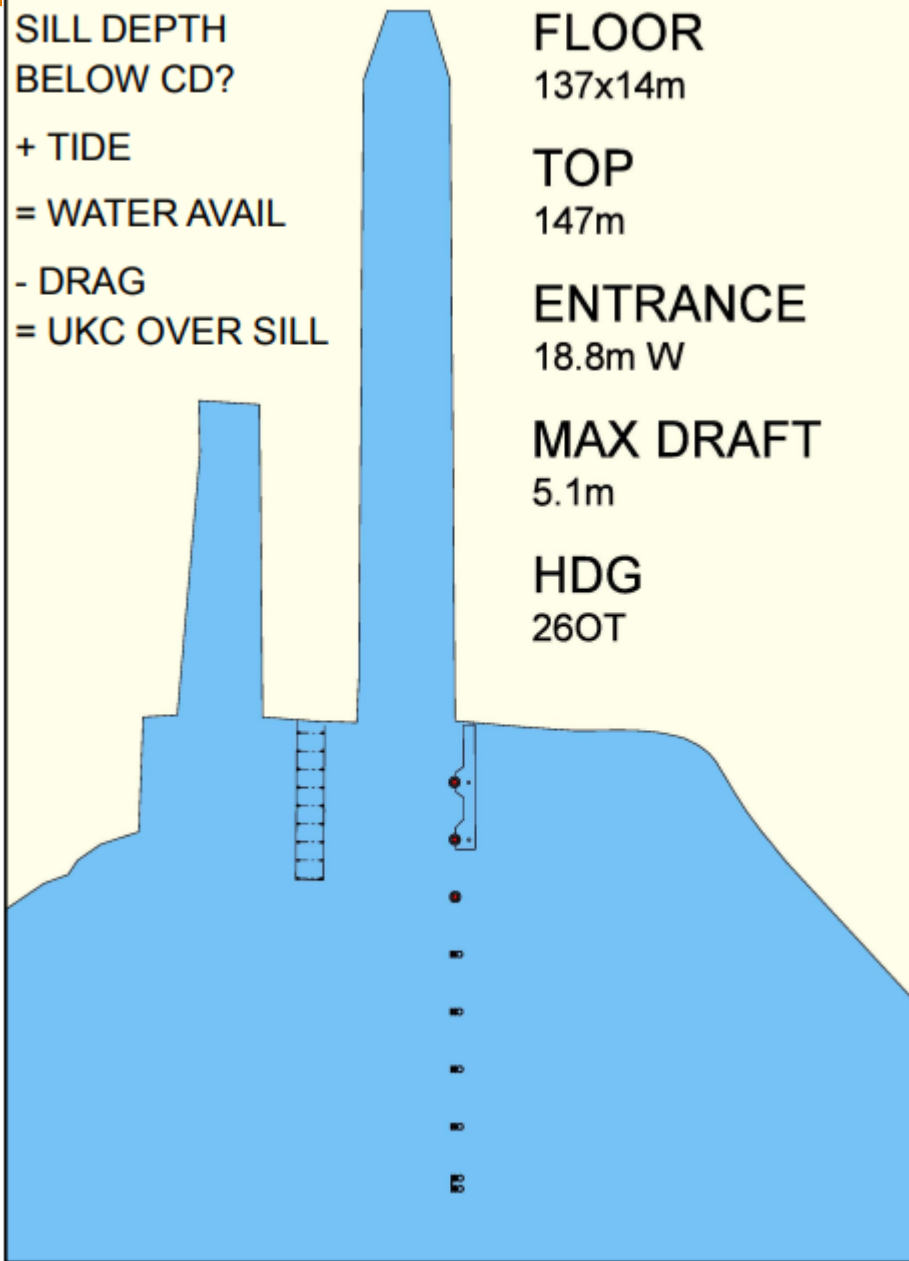 SILL DEPTH
BELOW CD?
+ TIDE
= WATER AVAIL
- DRAG
= UKC OVER SILL
FLOOR
137x14m
TOP
147m
ENTRANCE
18.8m W
MAX DRAFT
5.1m
HDG
26OT